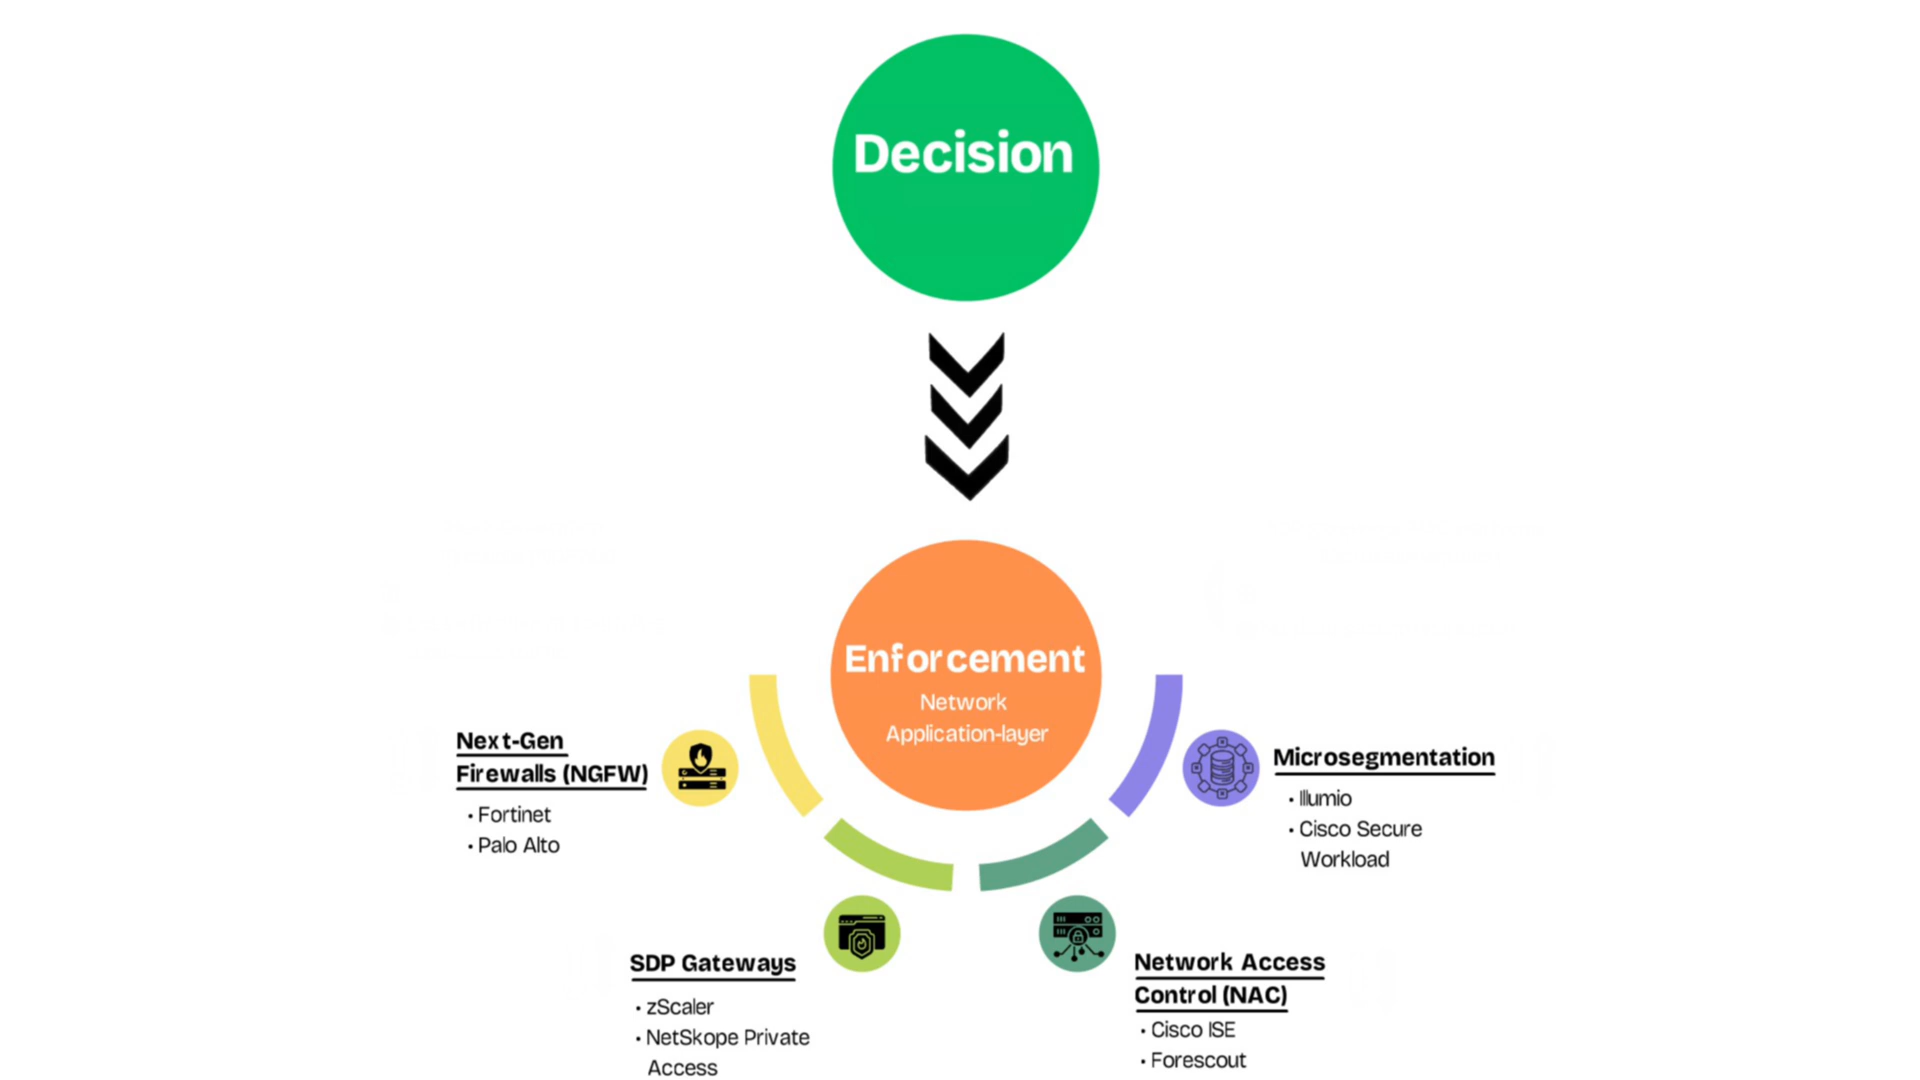 Decision
Enforcement
Network
Application-layer
Next-Gen
Firewalls (NGFW)
• Fortinet
• Palo Alto
SDP Gateways
• zScaler
• NetSkope Private
Access
Network Access
Control (NAC)
• Cisco ISE
• Forescout
Microsegmentation
• Illumio
• Cisco Secure
Workload